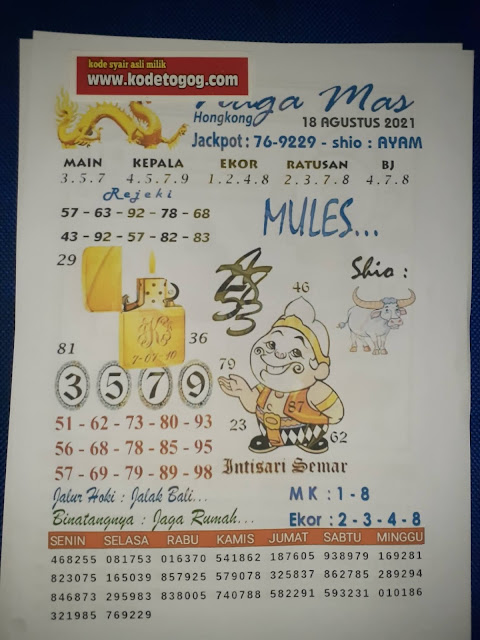 kode syair asli milik
www.kodetogog.com
Naga Mas
Hongkong
18 AGUSTUS 2021
Jackpot : 76-9229 - shio : AYAM
MAIN KEPALA EKOR RATUSAN BJ
3.5.7 4.5.7.9 1.2.4.8 2.3.7.8 4.7.8
Rejeki
57 - 63 - 92 - 78 - 68
43 - 92 - 57 - 82 - 83
MULES...
29
Shio :
46
36
7-07-10
81
79
3 5 7 9
87
23
62
51 - 62 - 73 - 80 - 93
56 - 68 - 78 - 85 - 95
57 - 69 - 79 - 89 - 98
Intisari Semar
Jalur Hoki : Jalak Bali...
MK : 1 - 8
Binatangnya : Jaga Rumah...
Ekor : 2 - 3 - 4 - 8
SENIN SELASA RABU KAMIS JUMAT SABTU MINGGU
468255 081753 016370 541862 187605 938979 169281
823075 165039 857925 579078 325837 862785 289294
846873 295983 838005 740788 582291 593231 010186
321985 769229